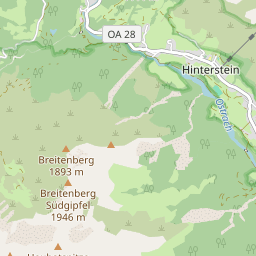 OA 28
Hinterstein
Ostrach
Breitenberg
1893 m
Breitenberg
Südgipfel
1946 m